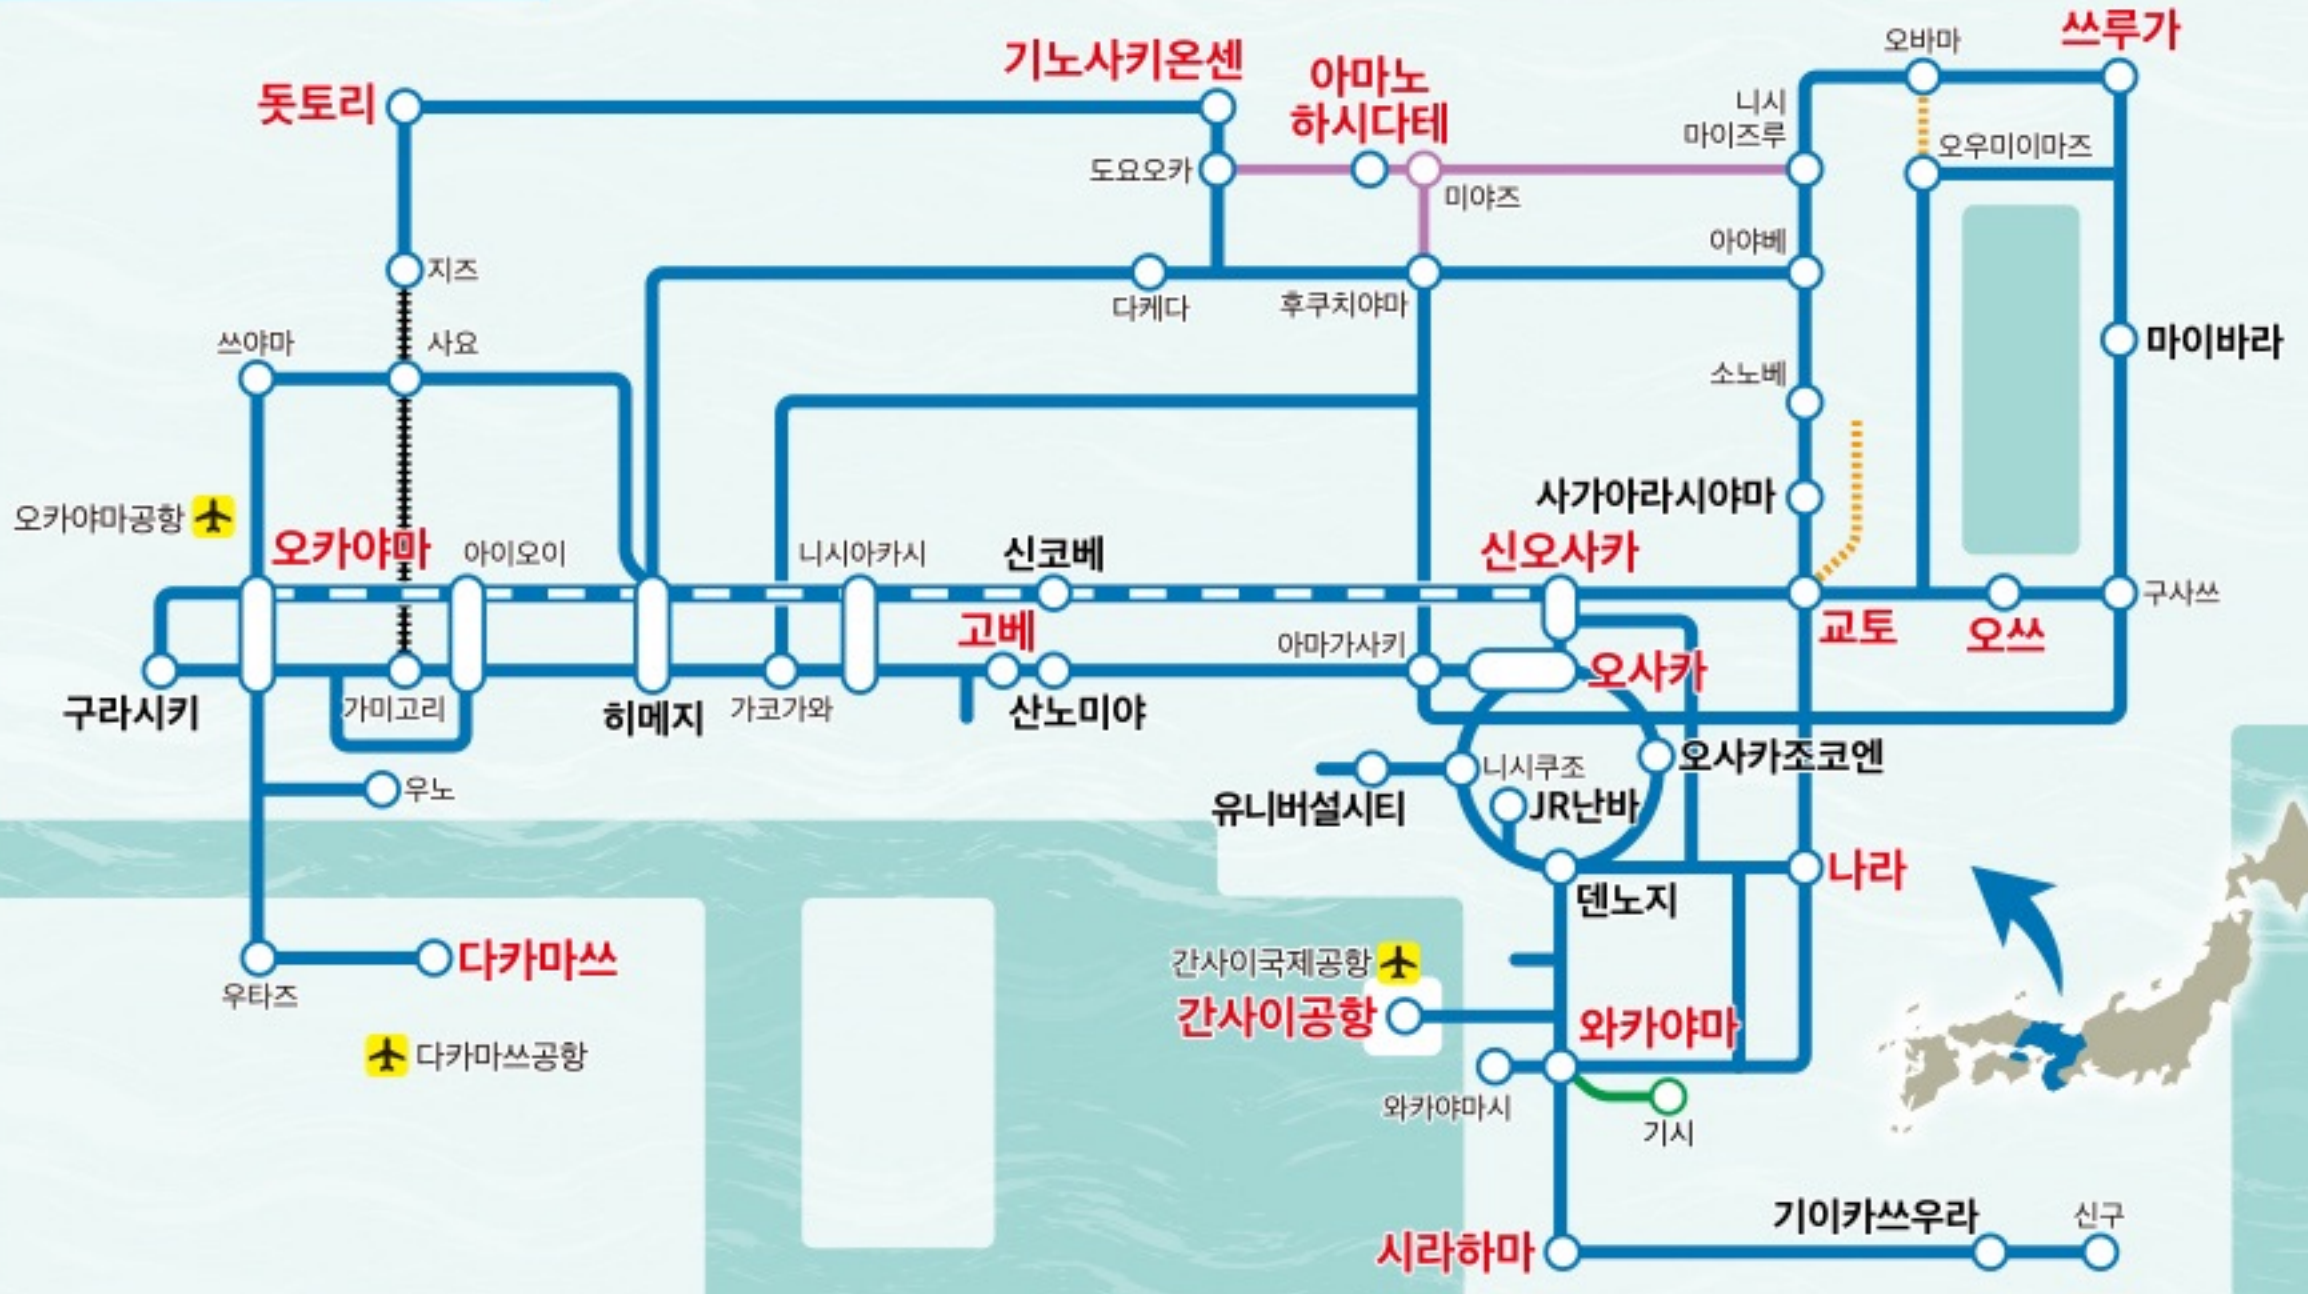 돗토리
기노사키온센
아마노
하시다테
오바마
쓰루가
니시
마이즈루
도요오카
미야즈
오우미이마즈
지즈
아야베
다케다
후쿠치야마
쓰야마
사요
소노베
마이바라
오카야마공항
오카야마
아이오이
니시아카시
신코베
신오사카
사가아라시야마
고베
아마가사키
오사카
교토
오쓰
구사쓰
구라시키
가미고리
히메지
가코가와
산노미야
니시쿠조
오사카조코엔
유니버설시티
JR난바
우노
덴노지
나라
다카마쓰
우타즈
간사이국제공항
간사이공항
와카야마
다카마쓰공항
와카야마시
기시
시라하마
기이카쓰우라
신구